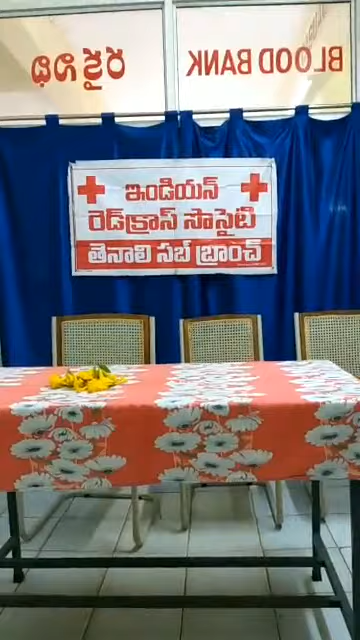 రక్తనిధి
BLOOD BANK
ఇండియన్
రెడ్‌క్రాస్ సొసైటి
తెనాలి సబ్ బ్రాంచ్